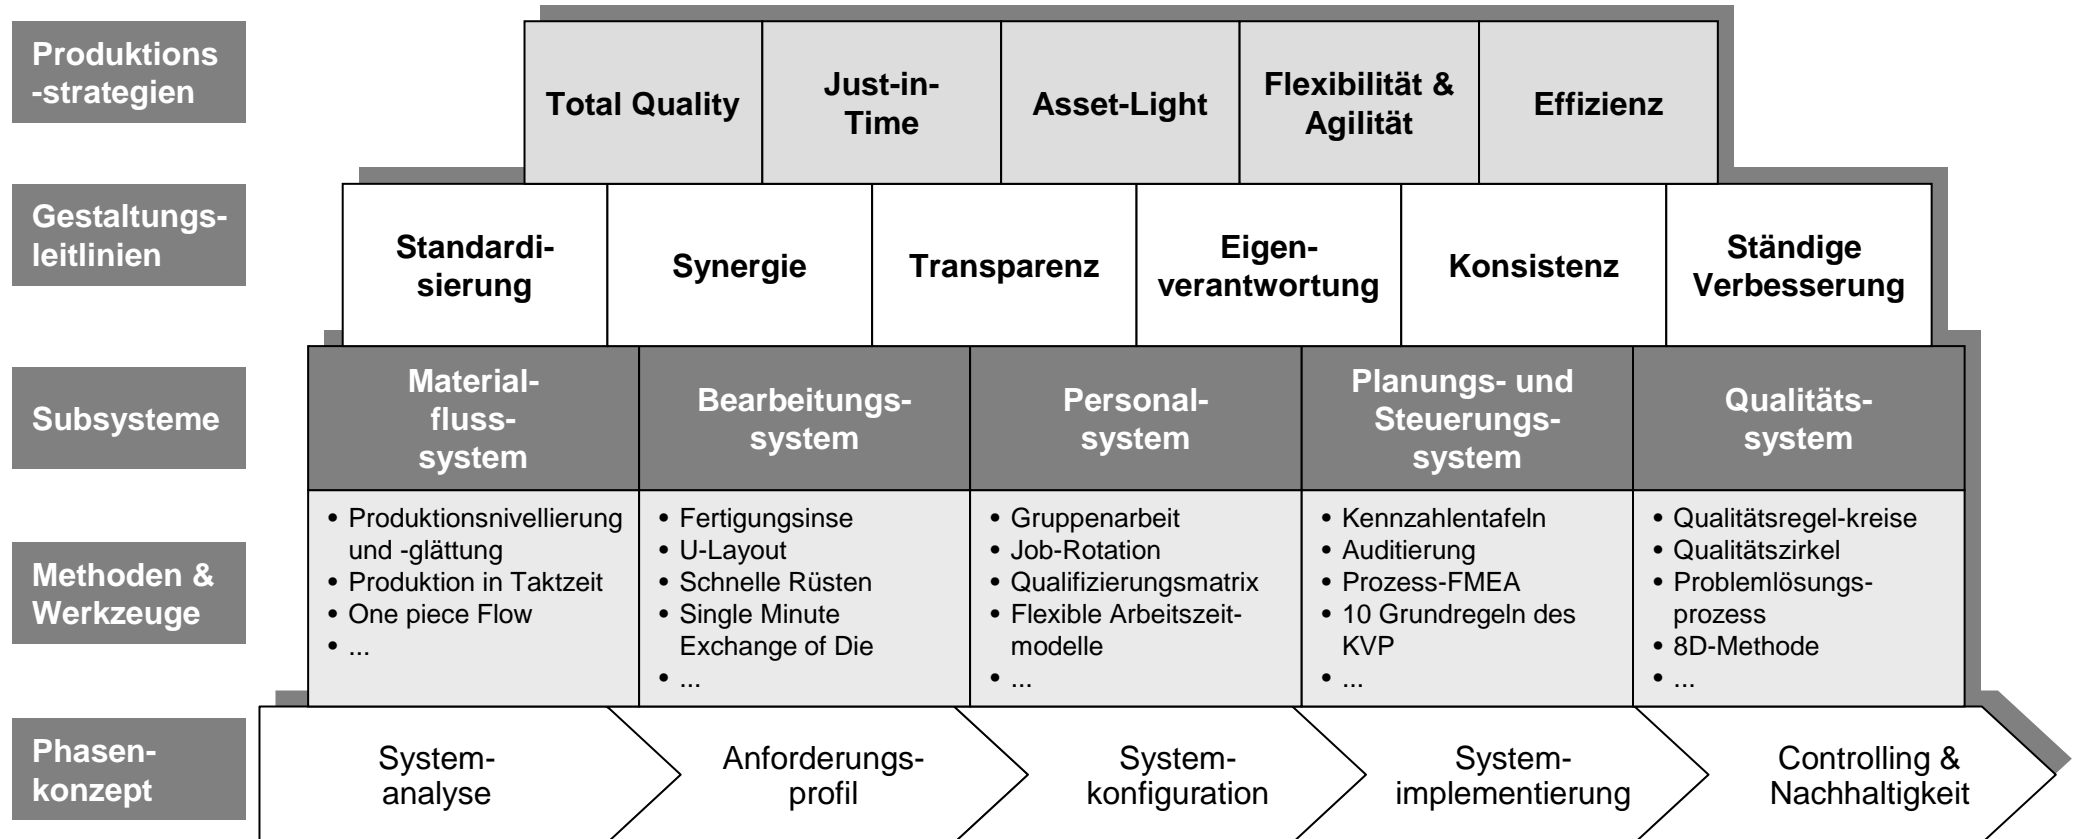 Produktions
-strategien
Total Quality
Just-in-
Time
Asset-Light
Flexibilität &
Agilität
Effizienz
Gestaltungs-
leitlinien
Standardi-
sierung
Synergie
Transparenz
Eigen-
verantwortung
Konsistenz
Ständige
Verbesserung
Subsysteme
Material-
fluss-
system
Bearbeitungs-
system
Personal-
system
Planungs- und
Steuerungs-
system
Qualitäts-
system
Methoden &
Werkzeuge
• Produktionsnivellierung
und -glättung
• Produktion in Taktzeit
• One piece Flow
• ...
• Fertigungsinse
• U-Layout
• Schnelle Rüsten
• Single Minute
Exchange of Die
• ...
• Gruppenarbeit
• Job-Rotation
• Qualifizierungsmatrix
• Flexible Arbeitszeit-
modelle
• ...
• Kennzahlentafeln
• Auditierung
• Prozess-FMEA
• 10 Grundregeln des
KVP
• ...
• Qualitätsregel-kreise
• Qualitätszirkel
• Problemlösungs-
prozess
• 8D-Methode
• ...
Phasen-
konzept
System-
analyse
Anforderungs-
profil
System-
konfiguration
System-
implementierung
Controlling &
Nachhaltigkeit